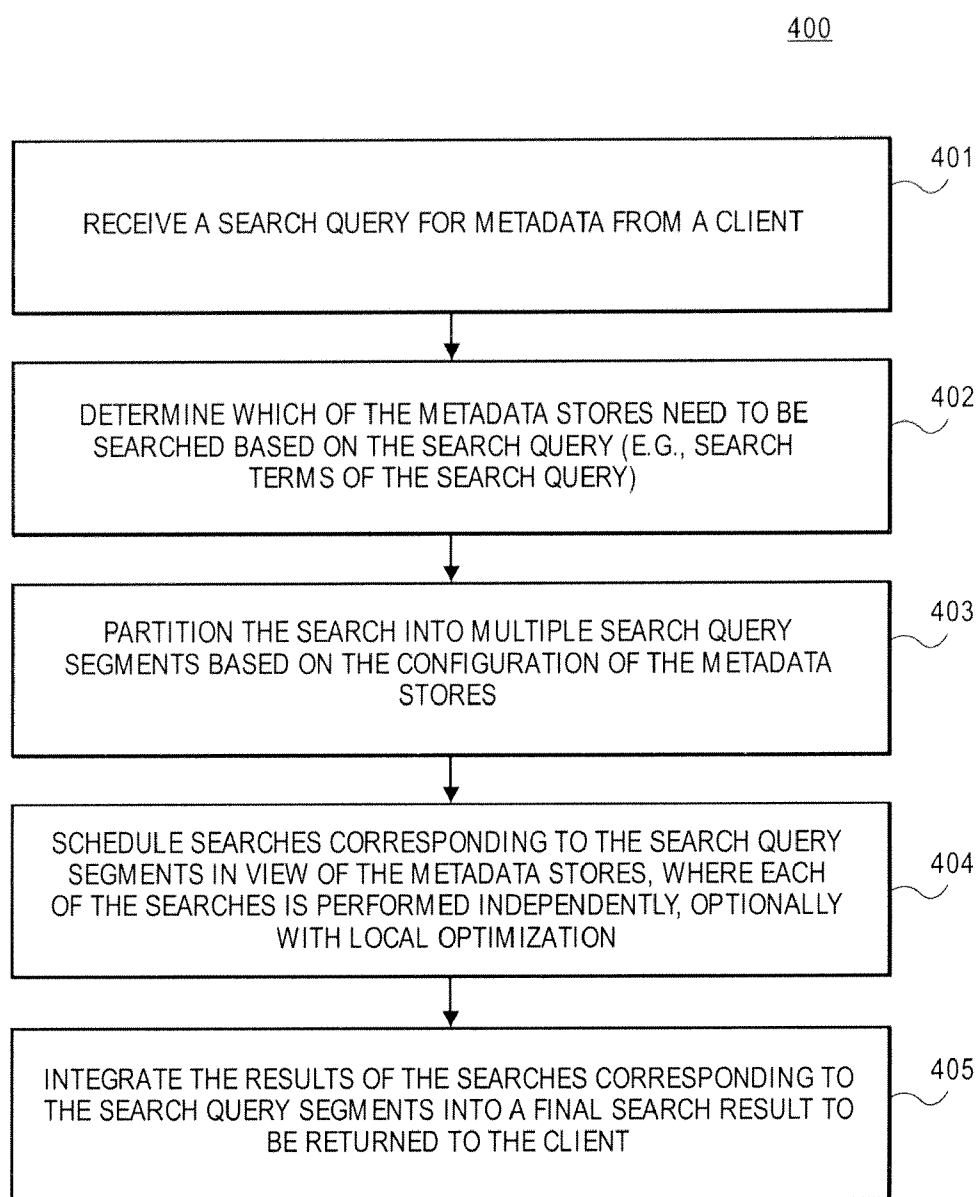 400
401
RECEIVE A SEARCH QUERY FOR METADATA FROM A CLIENT
402
DETERMINE WHICH OF THE METADATA STORES NEED TO BE
SEARCHED BASED ON THE SEARCH QUERY (E.G., SEARCH
TERMS OF THE SEARCH QUERY)
403
PARTITION THE SEARCH INTO MULTIPLE SEARCH QUERY
SEGMENTS BASED ON THE CONFIGURATION OF THE METADATA
STORES
404
SCHEDULE SEARCHES CORRESPONDING TO THE SEARCH QUERY
SEGMENTS IN VIEW OF THE METADATA STORES, WHERE EACH
OF THE SEARCHES IS PERFORMED INDEPENDENTLY, OPTIONALLY
WITH LOCAL OPTIMIZATION
405
INTEGRATE THE RESULTS OF THE SEARCHES CORRESPONDING TO
THE SEARCH QUERY SEGMENTS INTO A FINAL SEARCH RESULT TO
BE RETURNED TO THE CLIENT